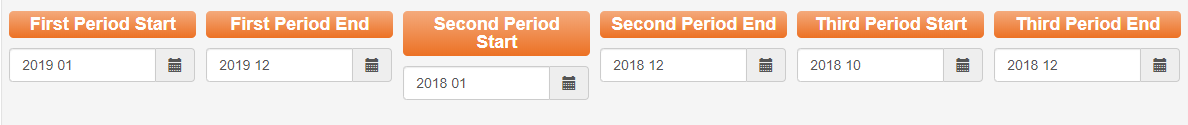 First Period Start
First Period End
Second Period
Start
Second Period End
Third Period Start
Third Period End
2019 01
2019 12
2018 01
2018 12
2018 10
2018 12